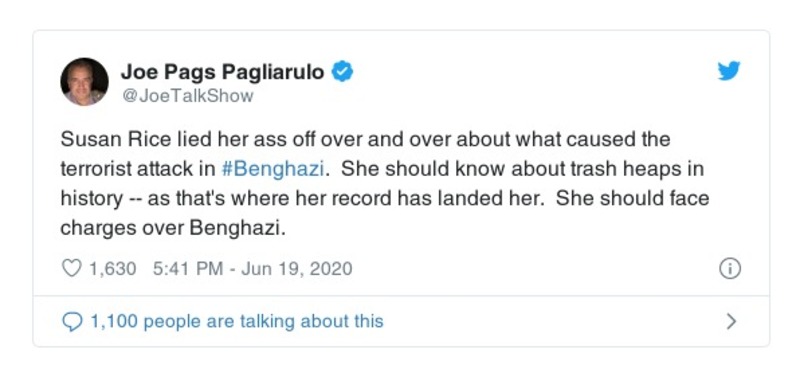 Joe Pags Pagliarulo
@JoeTalkShow
Susan Rice lied her ass off over and over about what caused the
terrorist attack in #Benghazi.  She should know about trash heaps in
history -- as that's where her record has landed her.  She should face
charges over Benghazi.
1,630 5:41 PM - Jun 19, 2020
1,100 people are talking about this